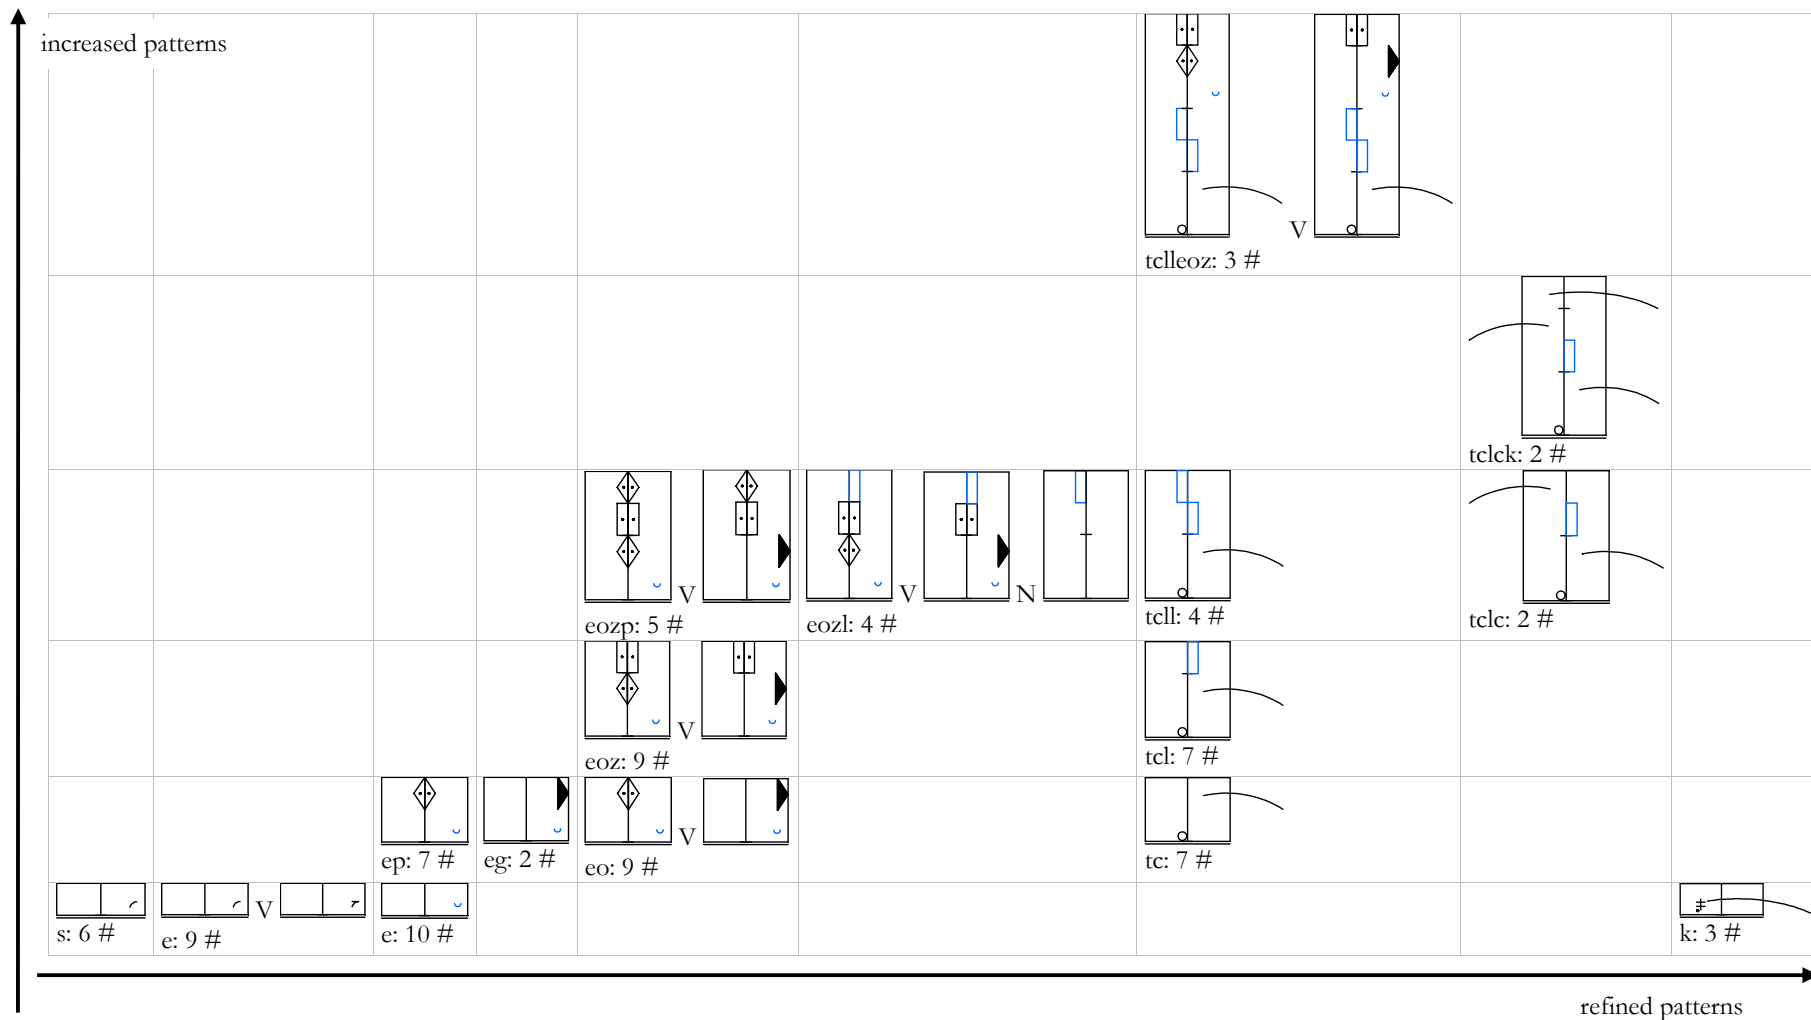 increased patterns
V
tclleoz: 3 #
tclck: 2 #
V
V
N
eozp: 5 #
eozl: 4 #
tcll: 4 #
tclc: 2 #
V
eoz: 9 #
tcl: 7 #
V
ep: 7 #
eg: 2 #
eo: 9 #
tc: 7 #
V
s: 6 #
e: 9 #
e: 10 #
k: 3 #
refined patterns